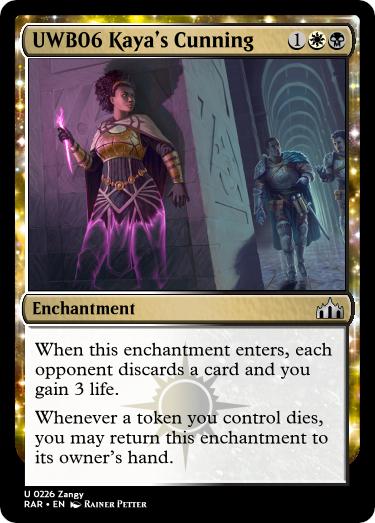 UWB06 Kaya's Cunning 1
Enchantment
When this enchantment enters, each
opponent discards a card and you
gain 3 life.
Whenever a token you control dies,
you may return this enchantment to
its owner's hand.
U 0226 Zangy
RAR • EN Rainer Petter